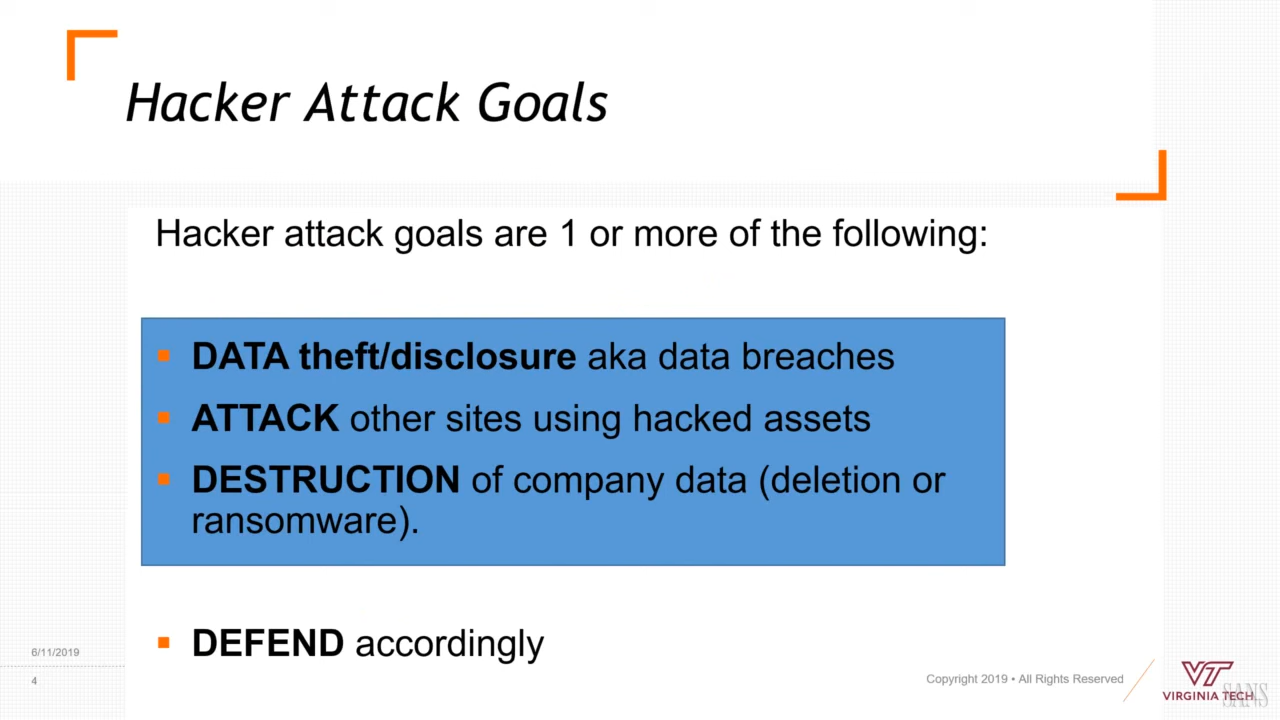 Hacker Attack Goals
Hacker attack goals are 1 or more of the following:
▪ DATA theft/disclosure aka data breaches
▪ ATTACK other sites using hacked assets
▪ DESTRUCTION of company data (deletion or
ransomware).
▪ DEFEND accordingly
6/11/2019
4
Copyright 2019 • All Rights Reserved
VT
VIRGINIA TECH
SANS